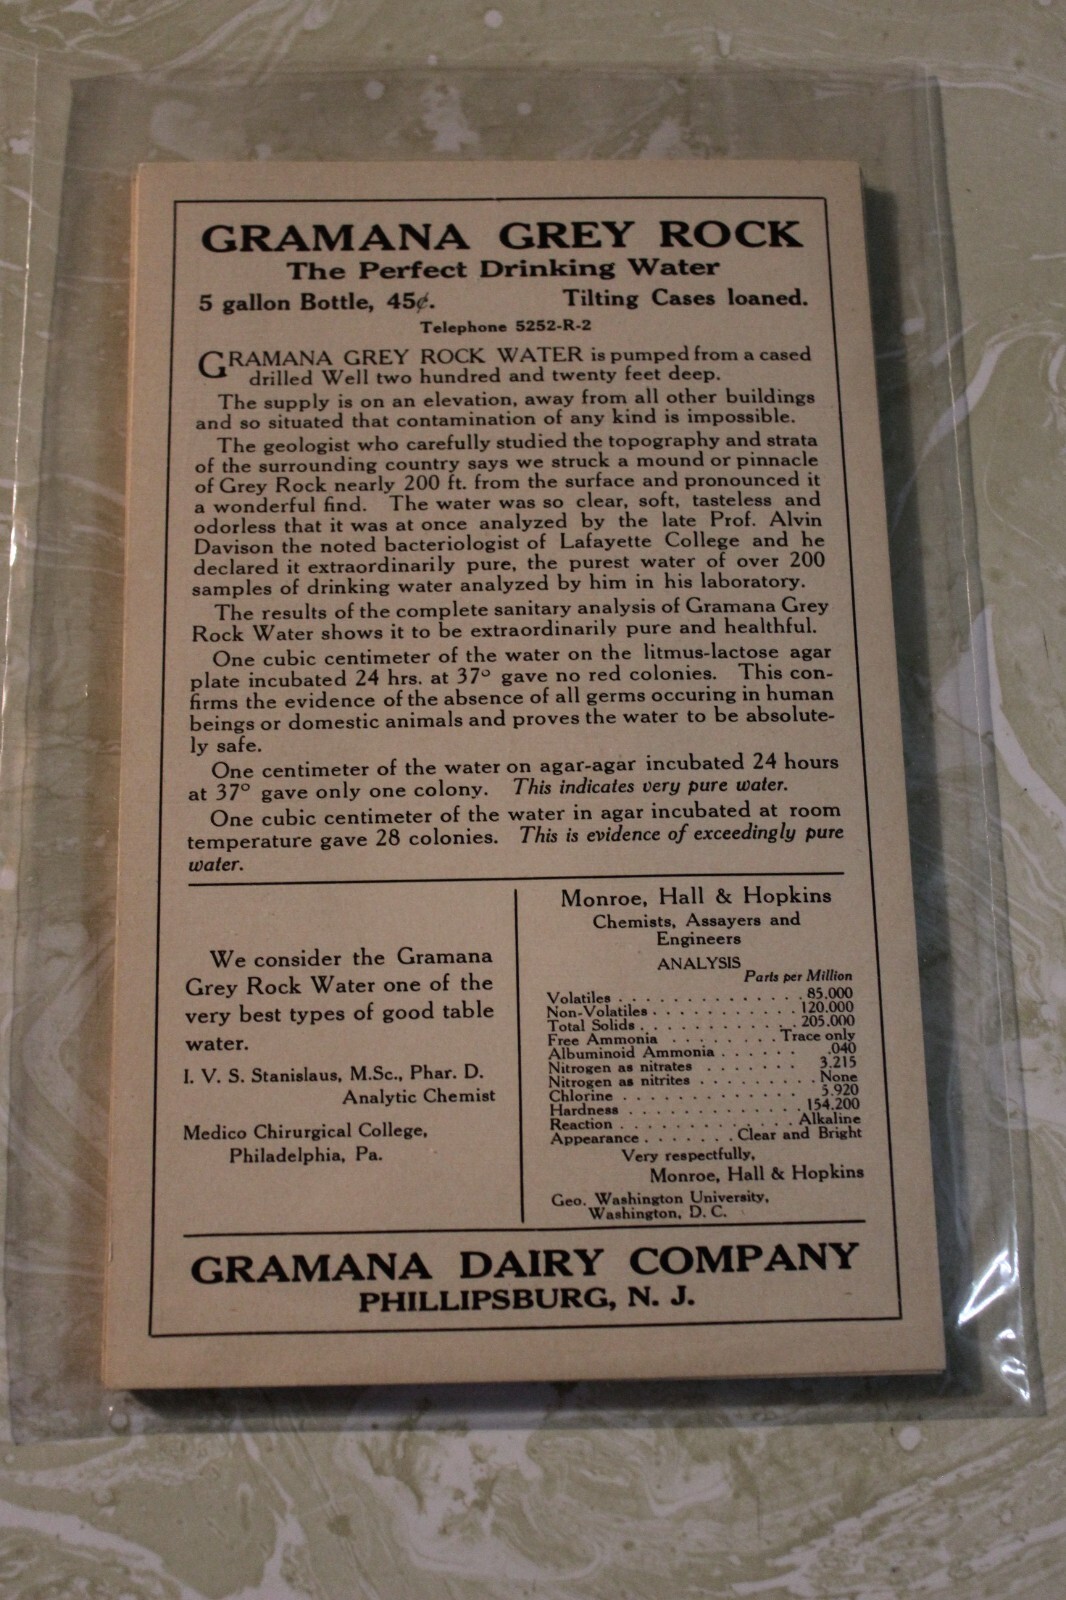 GRAMANA GREY ROCK
The Perfect Drinking Water
5 gallon Bottle, 45¢. Tilting Cases loaned.
Telephone 5252-R-2
GRAMANA GREY ROCK WATER is pumped from a cased
drilled Well two hundred and twenty feet deep.
The supply is on an elevation, away from all other buildings
and so situated that contamination of any kind is impossible.
The geologist who carefully studied the topography and strata
of the surrounding country says we struck a mound or pinnacle
of Grey Rock nearly 200 ft. from the surface and pronounced it
a wonderful find. The water was so clear, soft, tasteless and
odorless that it was at once analyzed by the late Prof. Alvin
Davison the noted bacteriologist of Lafayette College and he
declared it extraordinarily pure, the purest water of over 200
samples of drinking water analyzed by him in his laboratory.
The results of the complete sanitary analysis of Gramana Grey
Rock Water shows it to be extraordinarily pure and healthful.
One cubic centimeter of the water on the litmus-lactose agar
plate incubated 24 hrs. at 37° gave no red colonies. This con-
firms the evidence of the absence of all germs occuring in human
beings or domestic animals and proves the water to be absolute-
ly safe.
One centimeter of the water on agar-agar incubated 24 hours
at 37° gave only one colony. This indicates very pure water.
One cubic centimeter of the water in agar incubated at room
temperature gave 28 colonies. This is evidence of exceedingly pure
water.
We consider the Gramana
Grey Rock Water one of the
very best types of good table
water.
I. V. S. Stanislaus, M.Sc., Phar. D.
Analytic Chemist
Medico Chirurgical College,
Philadelphia, Pa.
Monroe, Hall & Hopkins
Chemists, Assayers and
Engineers
ANALYSIS
Parts per Million
Volatiles . . . . . . . . . . . . . . 85.000
Non-Volatiles . . . . . . . . . . . 120.000
Total Solids . . . . . . . . . . . . 205.000
Free Ammonia . . . . . . . . Trace only
Albuminoid Ammonia . . . . . . .040
Nitrogen as nitrates . . . . . . . 3.215
Nitrogen as nitrites . . . . . . . . . None
Chlorine . . . . . . . . . . . . . . 5.920
Hardness . . . . . . . . . . . . . 154.200
Reaction . . . . . . . . . . . . . Alkaline
Appearance . . . . . . . Clear and Bright
Very respectfully,
Monroe, Hall & Hopkins
Geo. Washington University,
Washington, D. C.
GRAMANA DAIRY COMPANY
PHILLIPSBURG, N. J.